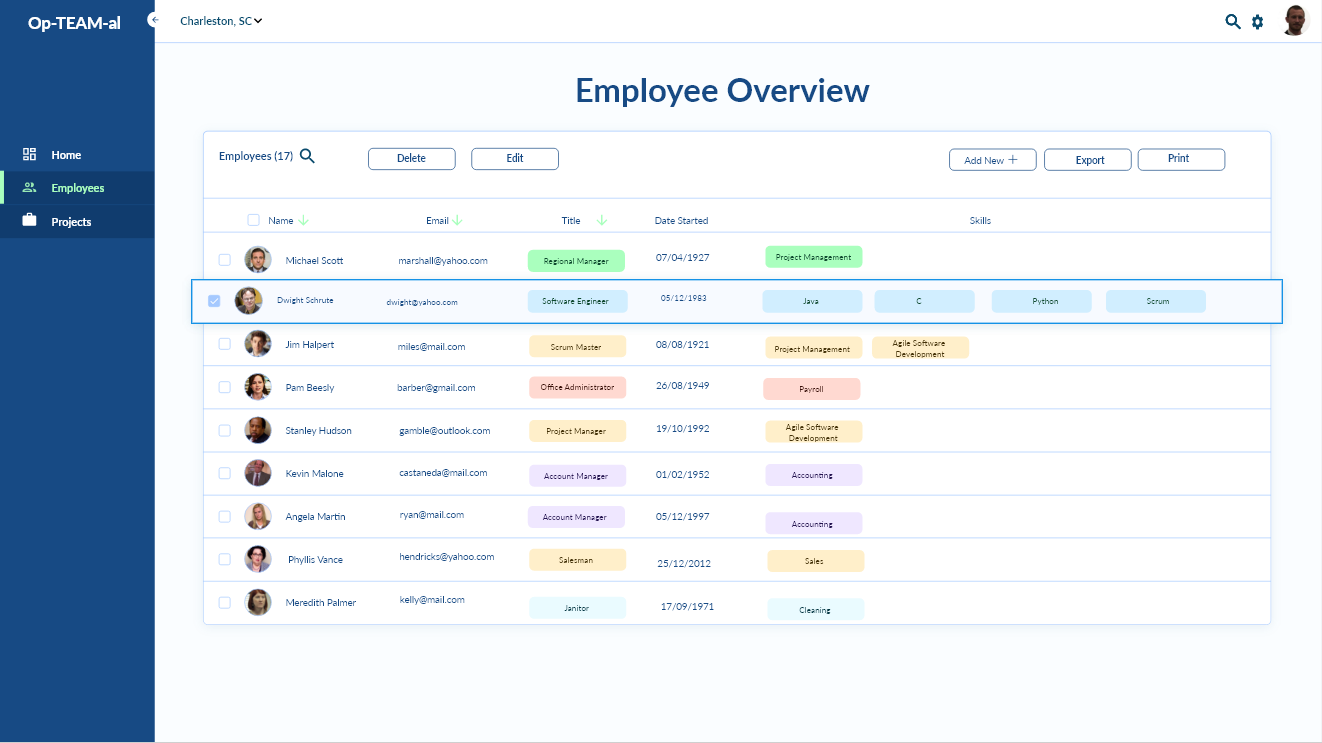 Op-TEAM-al
Charleston, SC
Home
Employees
Projects
Employee Overview
Employees (17)
Delete
Edit
Add New
Export
Print
Name Email Title Date Started Skills
Michael Scott marshall@yahoo.com Regional Manager 07/04/1927 Project Management
Dwight Schrute dwight@yahoo.com Software Engineer 05/12/1983 Java C Python Scrum
Jim Halpert miles@mail.com Scrum Master 08/08/1921 Project Management Agile Software
Development
Pam Beesly barber@gmail.com Office Administrator 26/08/1949 Payroll
Stanley Hudson gamble@outlook.com Project Manager 19/10/1992 Agile Software
Development
Kevin Malone castaneda@mail.com Account Manager 01/02/1952 Accounting
Angela Martin ryan@mail.com Account Manager 05/12/1997 Accounting
Phyllis Vance hendricks@yahoo.com Salesman 25/12/2012 Sales
Meredith Palmer kelly@mail.com Janitor 17/09/1971 Cleaning